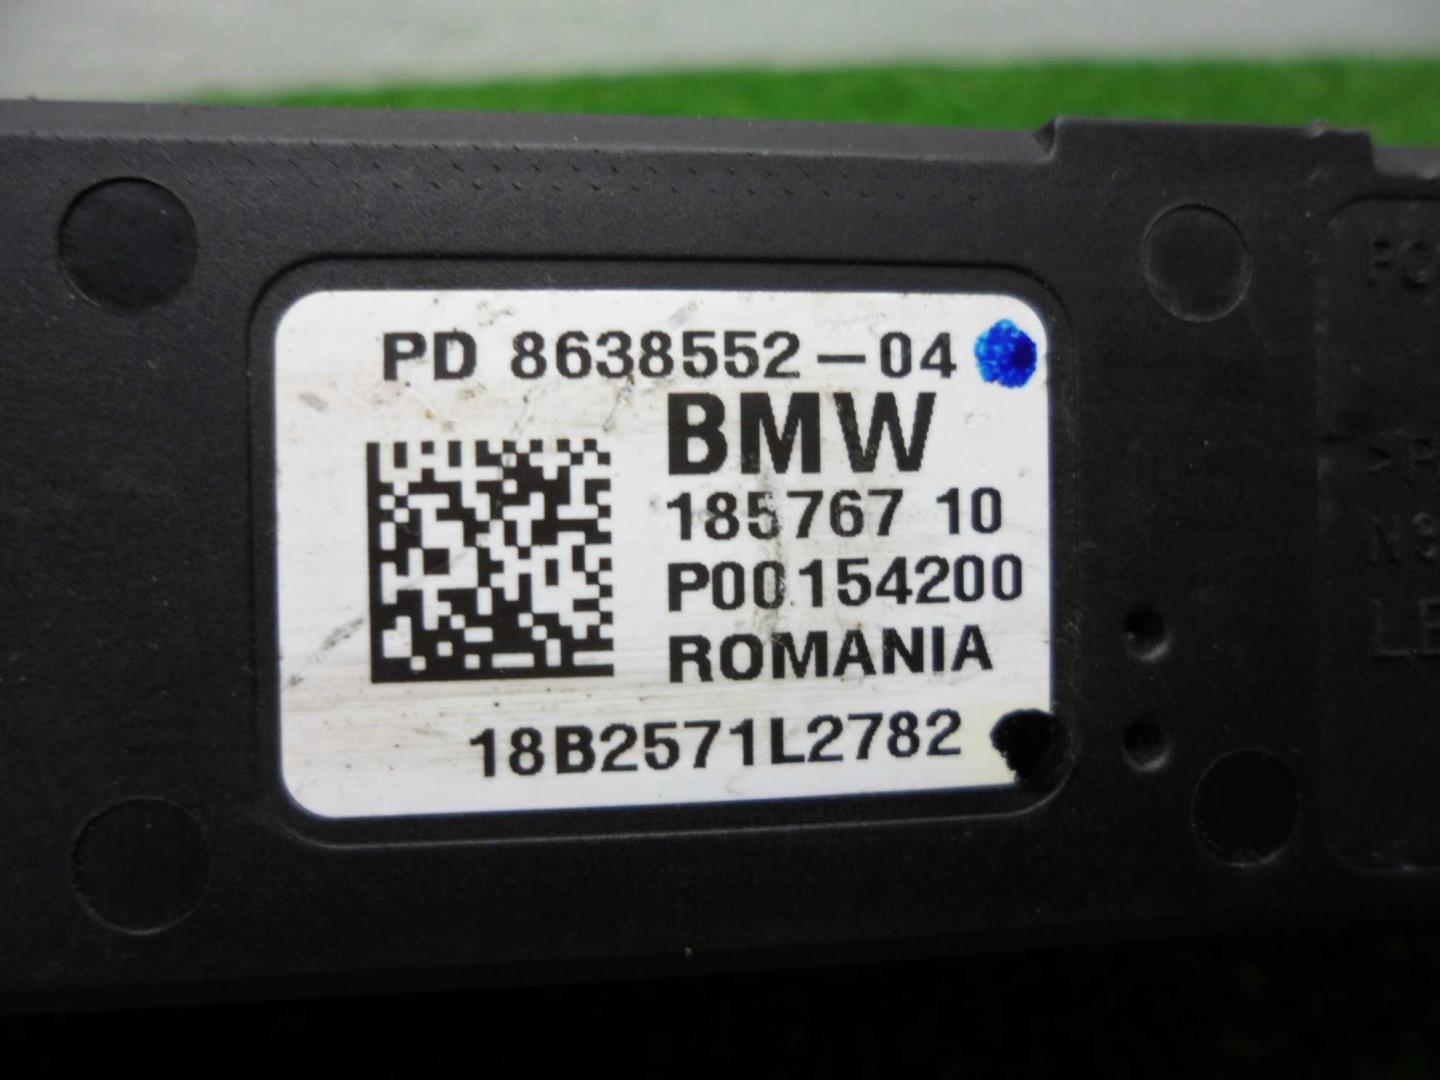 PD 8638552-04
BMW
185767 10
P00154200
ROMANIA
18B2571L2782